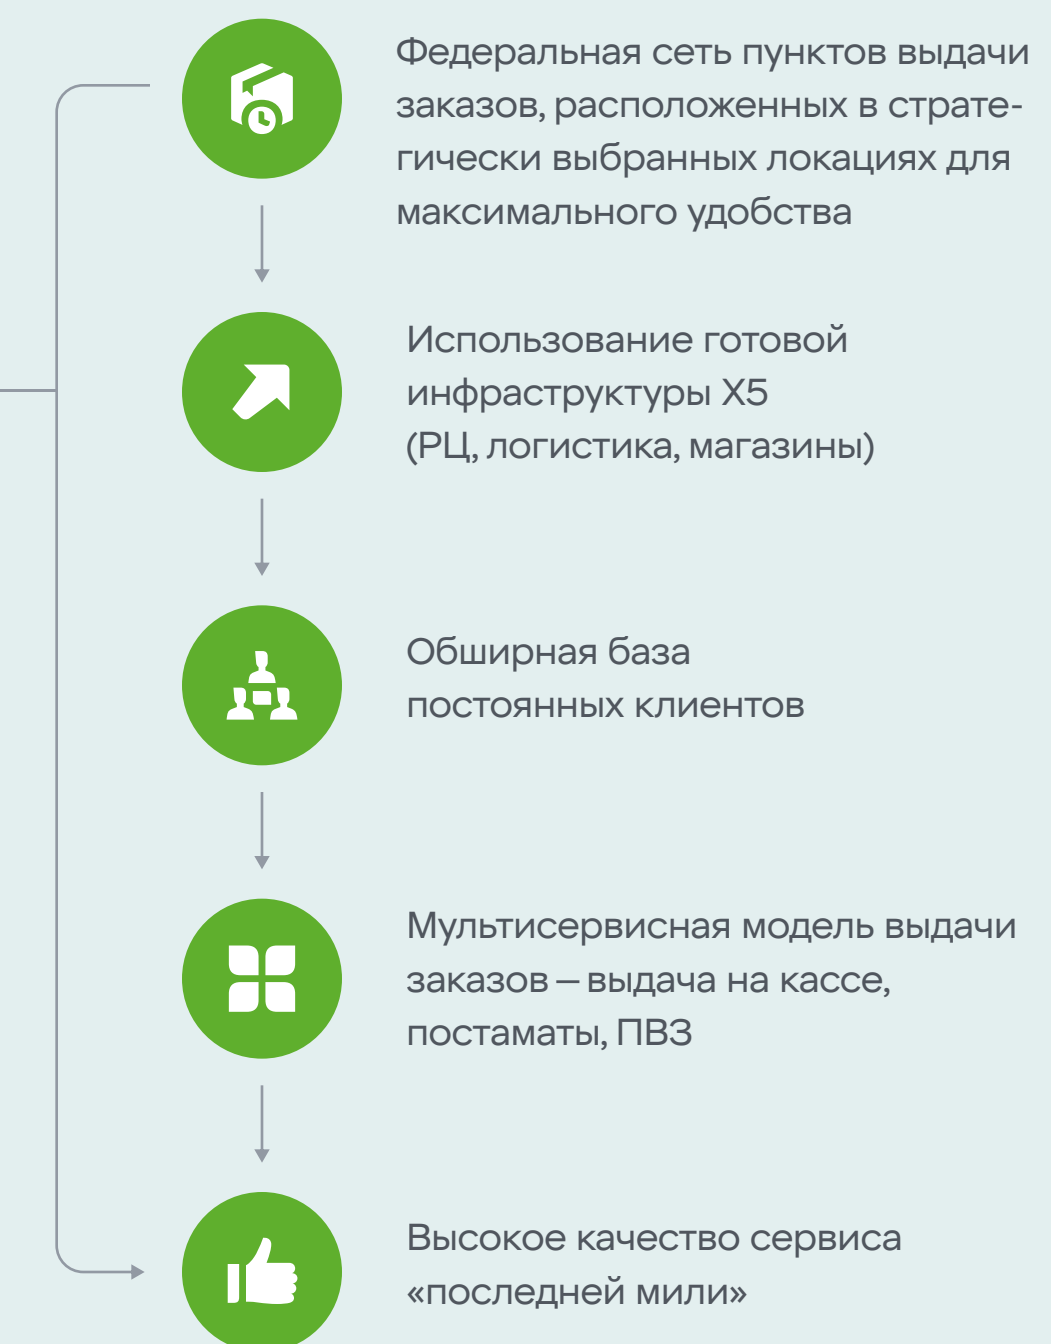 Федеральная сеть пунктов выдачи
заказов, расположенных в страте-
гически выбранных локациях для
максимального удобства
Использование готовой
инфраструктуры X5
(РЦ, логистика, магазины)
Обширная база
постоянных клиентов
Мультисервисная модель выдачи
заказов – выдача на кассе,
постаматы, ПВЗ
Высокое качество сервиса
«последней мили»